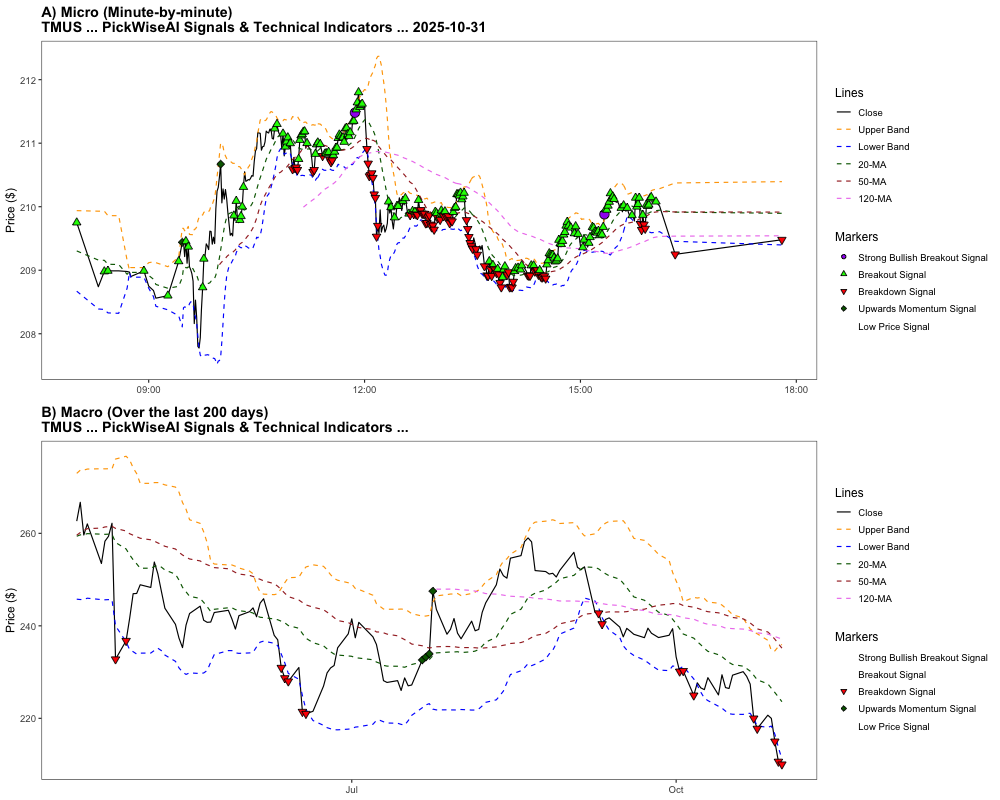 A) Micro (Minute-by-minute)
TMUS ... PickWiseAI Signals & Technical Indicators ... 2025-10-31
Price ($)
212
211
210
209
208
09:00
12:00
15:00
18:00
Lines
Close
Upper Band
Lower Band
20-MA
50-MA
120-MA
Markers
Strong Bullish Breakout Signal
Breakout Signal
Breakdown Signal
Upwards Momentum Signal
Low Price Signal
B) Macro (Over the last 200 days)
TMUS ... PickWiseAI Signals & Technical Indicators ...
Price ($)
260
240
220
Jul
Oct
Lines
Close
Upper Band
Lower Band
20-MA
50-MA
120-MA
Markers
Strong Bullish Breakout Signal
Breakout Signal
Breakdown Signal
Upwards Momentum Signal
Low Price Signal